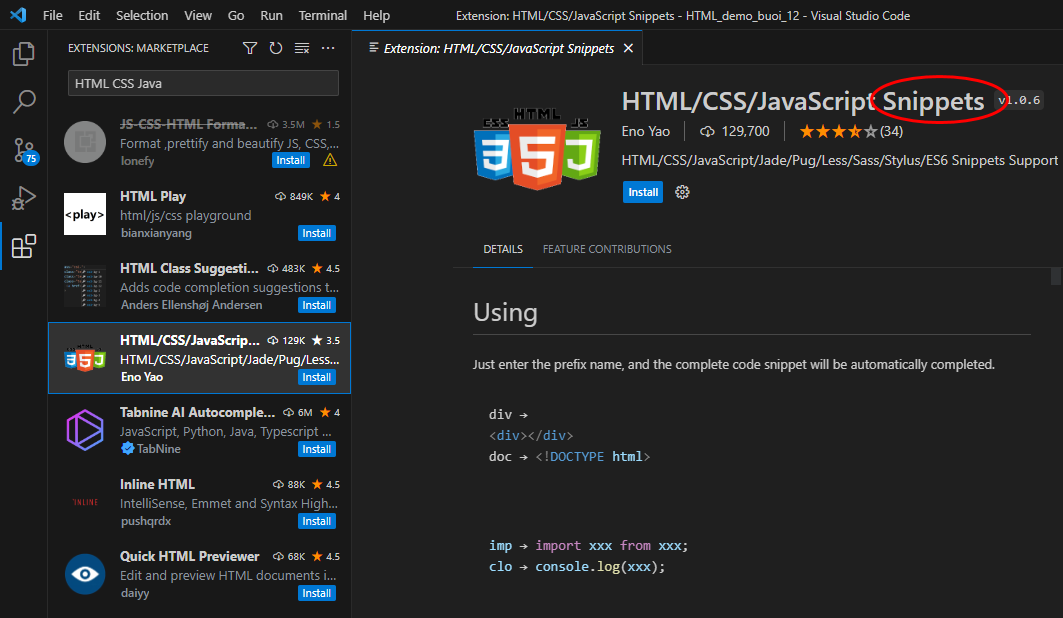 File Edit Selection View Go Run Terminal Help Extension: HTML/CSS/JavaScript Snippets - HTML_demo_buoi_12 - Visual Studio Code
EXTENSIONS: MARKETPLACE
HTML CSS Java
75
JS-CSS-HTML Forma... 3.5M 1.5
Format ,prettify and beautify JS, CSS,...
lonefy Install
<play>
HTML Play 849K 4
html/js/css playground
bianxianyang Install
HTML Class Suggesti... 483K 4.5
Adds code completion suggestions t...
Anders Ellenshøj Andersen Install
HTML/CSS/JavaScrip... 129K 3.5
HTML/CSS/JavaScript/Jade/Pug/Less...
Eno Yao Install
Tabnine AI Autocomple... 6M 4
JavaScript, Python, Java, Typescript ...
TabNine Install
INLINE
Inline HTML 88K 4.5
IntelliSense, Emmet and Syntax High...
pushqrdx Install
Quick HTML Previewer 68K 4.5
Edit and preview HTML documents i...
daiyy Install
Extension: HTML/CSS/JavaScript Snippets
CSS HTML JS
3 5 J
HTML/CSS/JavaScript Snippets v1.0.6
Eno Yao 129,700 (34)
HTML/CSS/JavaScript/Jade/Pug/Less/Sass/Stylus/ES6 Snippets Support
Install
DETAILS FEATURE CONTRIBUTIONS
Using
Just enter the prefix name, and the complete code snippet will be automatically completed.
div →
<div></div>
doc → <!DOCTYPE html>
imp → import xxx from xxx;
clo → console.log(xxx);